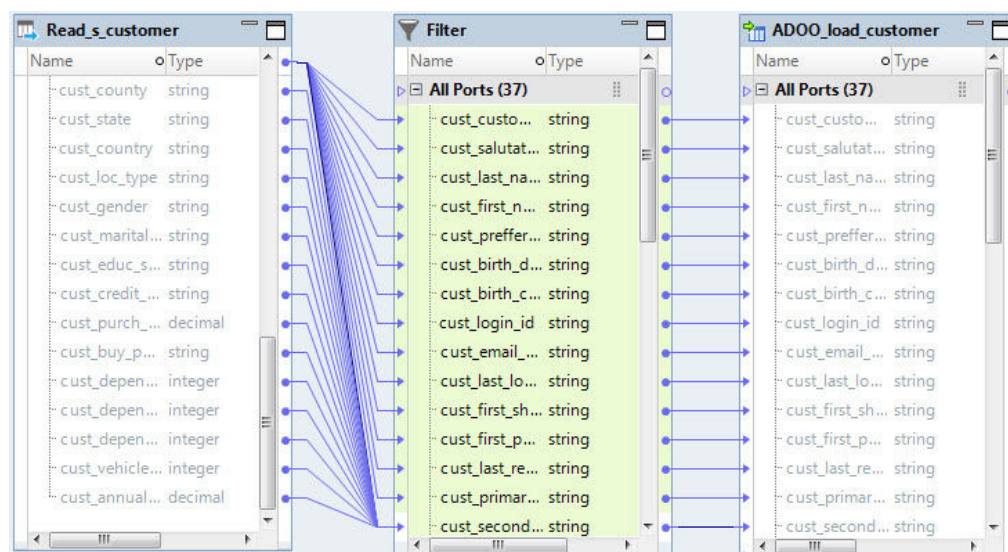 Read_s_customer
Name Type
cust_county string
cust_state string
cust_country string
cust_loc_type string
cust_gender string
cust_marital... string
cust_educ_s... string
cust_credit_... string
cust_purch_... decimal
cust_buy_p... string
cust_depen... integer
cust_depen... integer
cust_depen... integer
cust_vehicle... integer
cust_annual... decimal
Filter
Name Type
All Ports (37)
cust_custo... string
cust_salutat... string
cust_last_na... string
cust_first_n... string
cust_preffer... string
cust_birth_d... string
cust_birth_c... string
cust_login_id string
cust_email_... string
cust_last_lo... string
cust_first_sh... string
cust_first_p... string
cust_last_re... string
cust_primar... string
cust_second... string
ADOO_load_customer
Name Type
All Ports (37)
cust_custo... string
cust_salutat... string
cust_last_na... string
cust_first_n... string
cust_preffer... string
cust_birth_d... string
cust_birth_c... string
cust_login_id string
cust_email_... string
cust_last_lo... string
cust_first_sh... string
cust_first_p... string
cust_last_re... string
cust_primar... string
cust_second... string